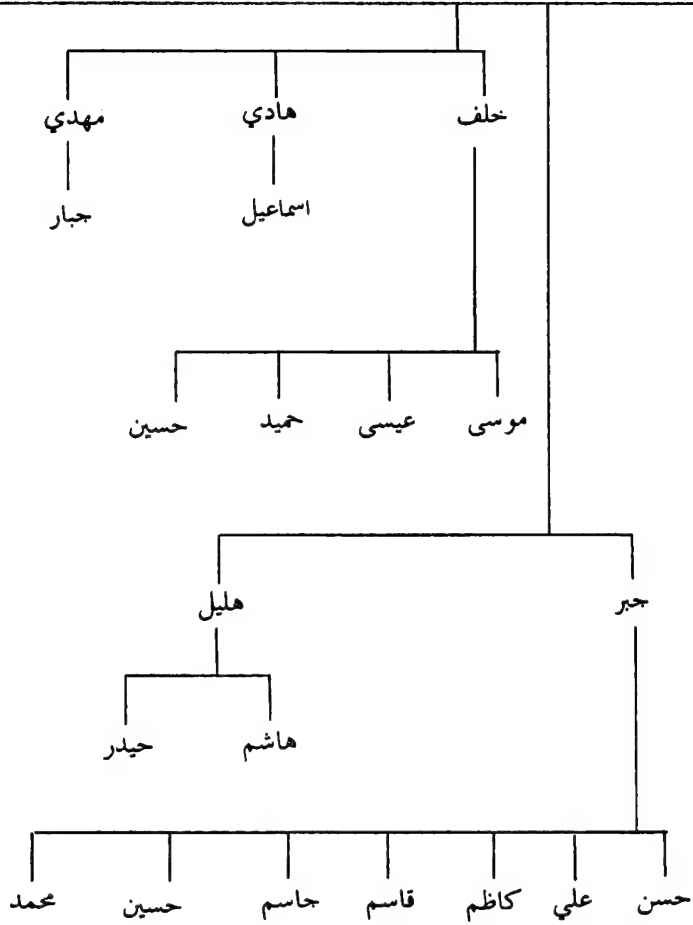 خلف هادي مهدي
اسماعيل جبار
موسى عيسى حميد حسين
جبر هليل
هاشم حيدر
حسن علي كاظم قاسم جاسم حسين محمد